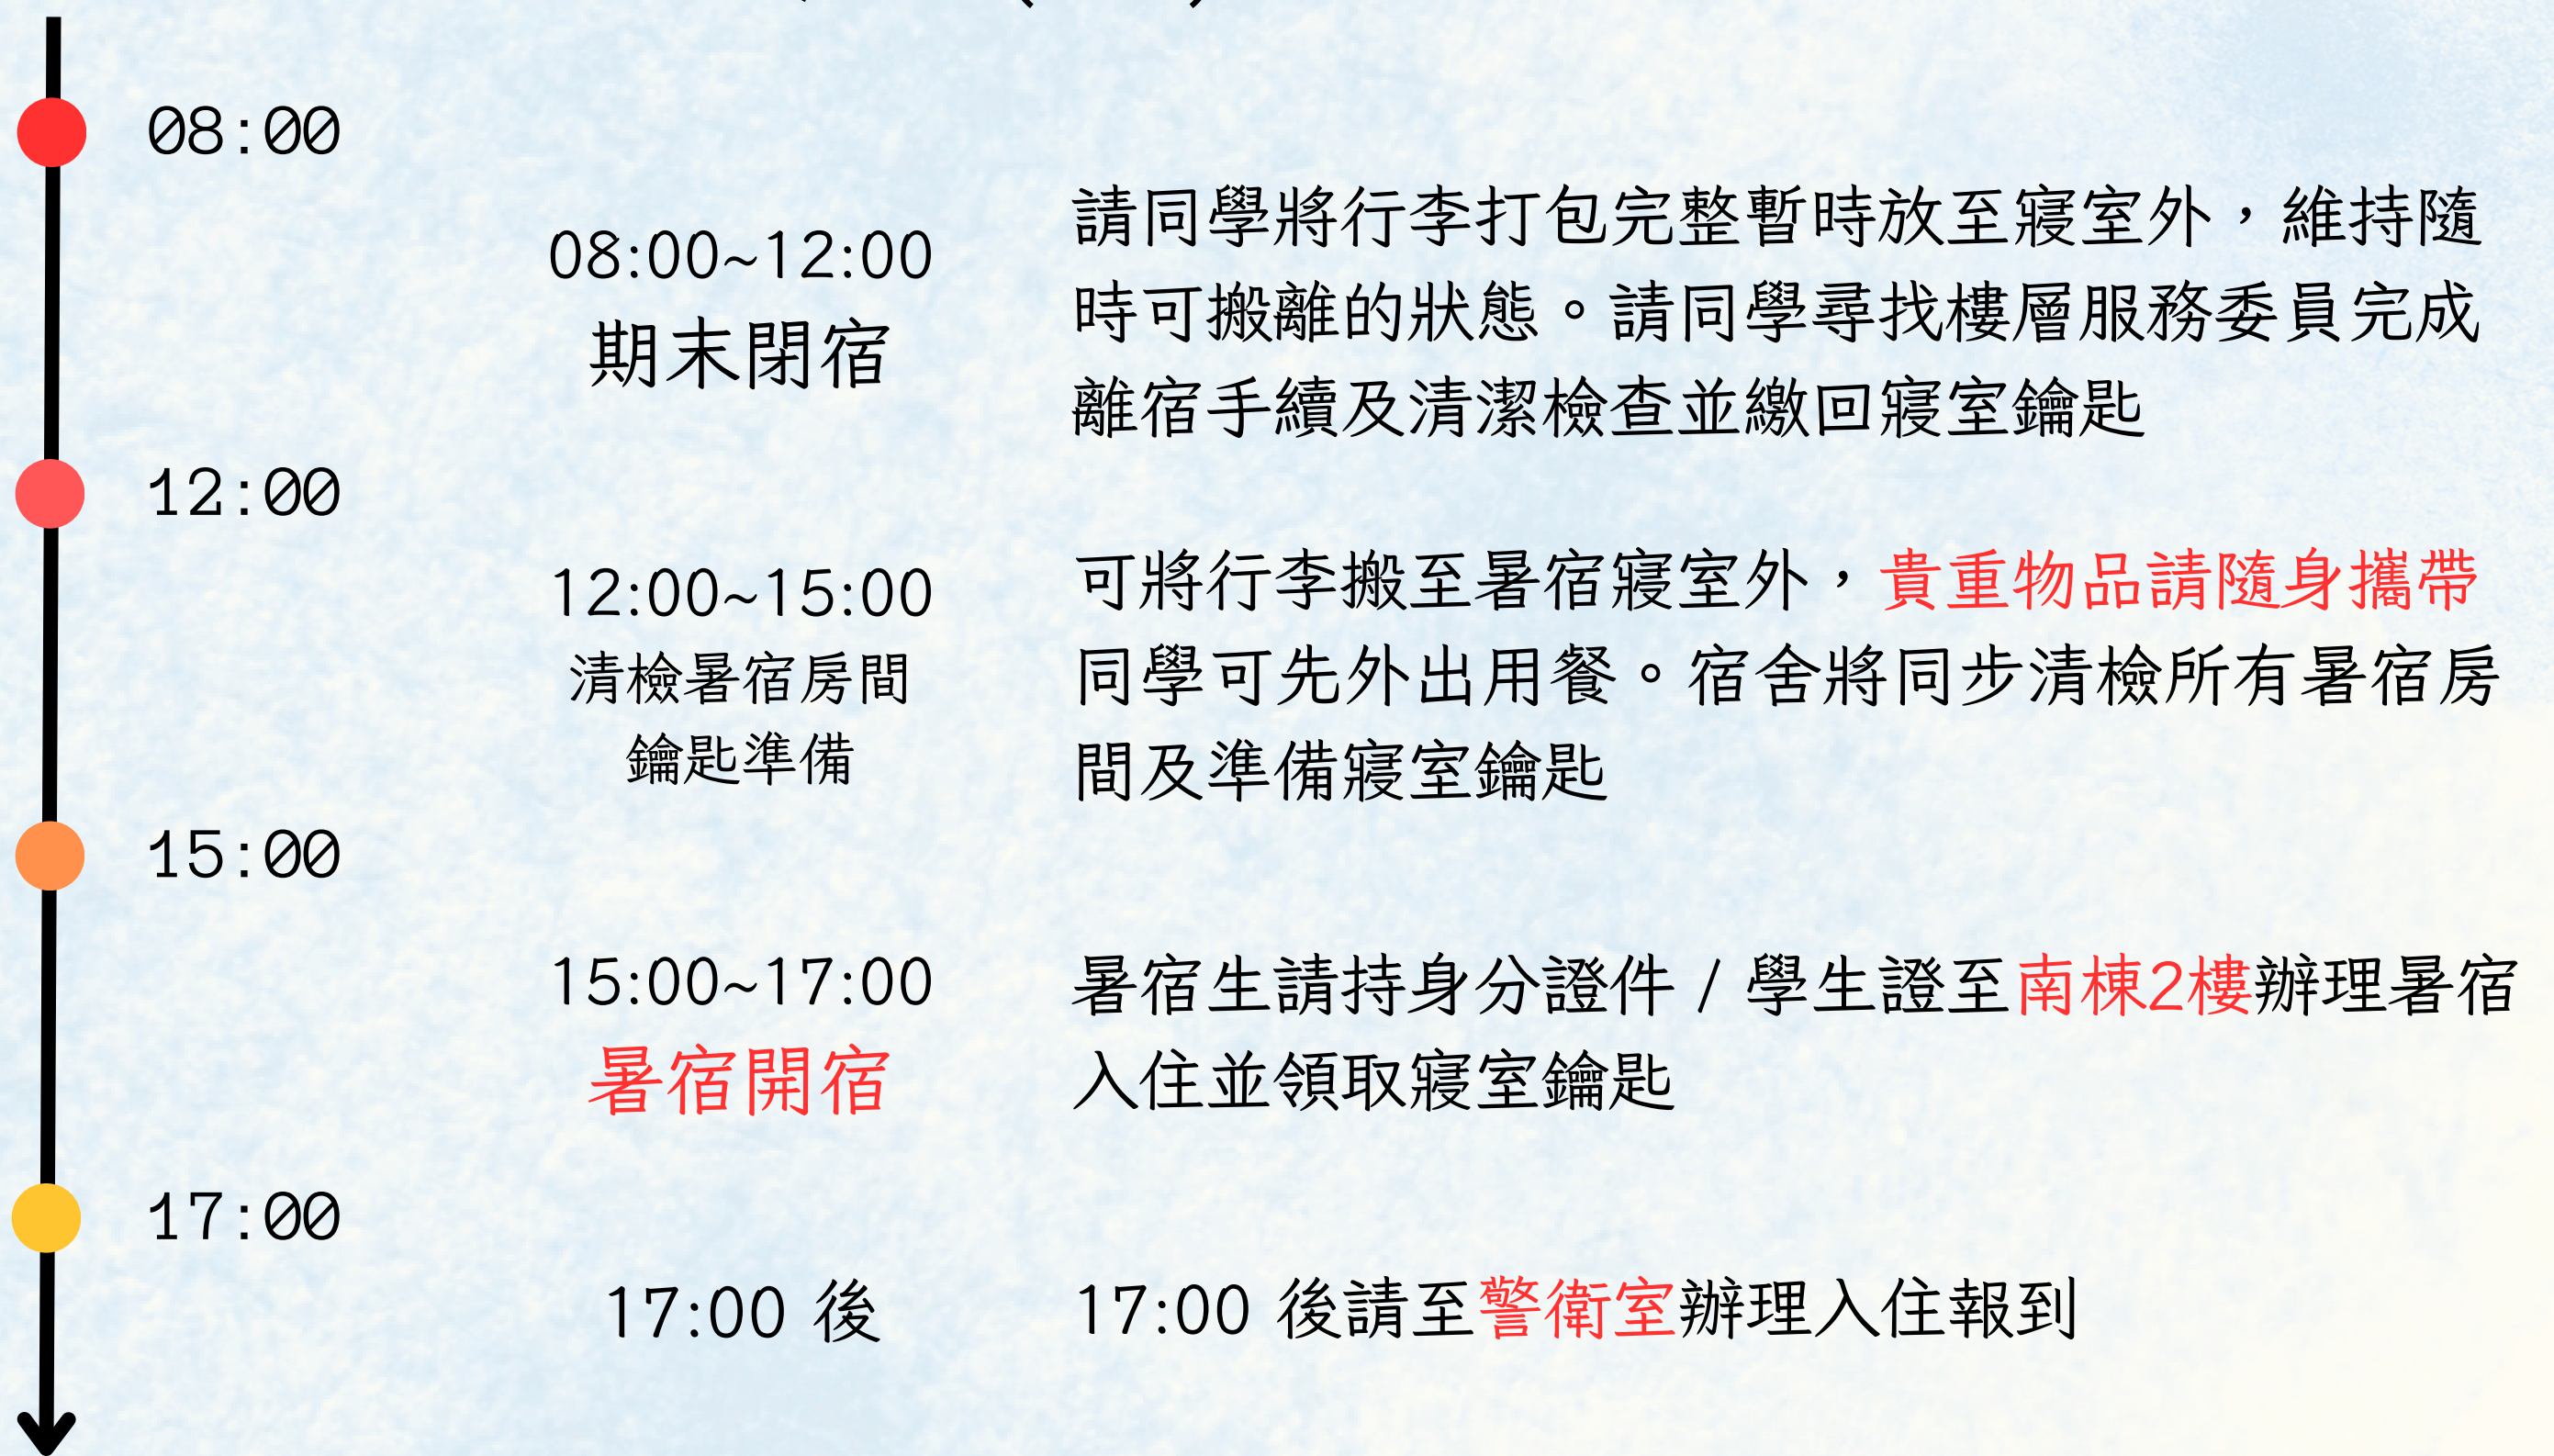 08:00
08:00~12:00
期末閉宿
請同學將行李打包完整暫時放至寢室外，維持隨
時可搬離的狀態。請同學尋找樓層服務委員完成
離宿手續及清潔檢查並繳回寢室鑰匙
12:00
12:00~15:00
清檢暑宿房間
鑰匙準備
可將行李搬至暑宿寢室外，貴重物品請隨身攜帶
同學可先外出用餐。宿舍將同步清檢所有暑宿房
間及準備寢室鑰匙
15:00
15:00~17:00
暑宿開宿
暑宿生請持身分證件 / 學生證至南棟2樓辦理暑宿
入住並領取寢室鑰匙
17:00
17:00 後
17:00 後請至警衛室辦理入住報到